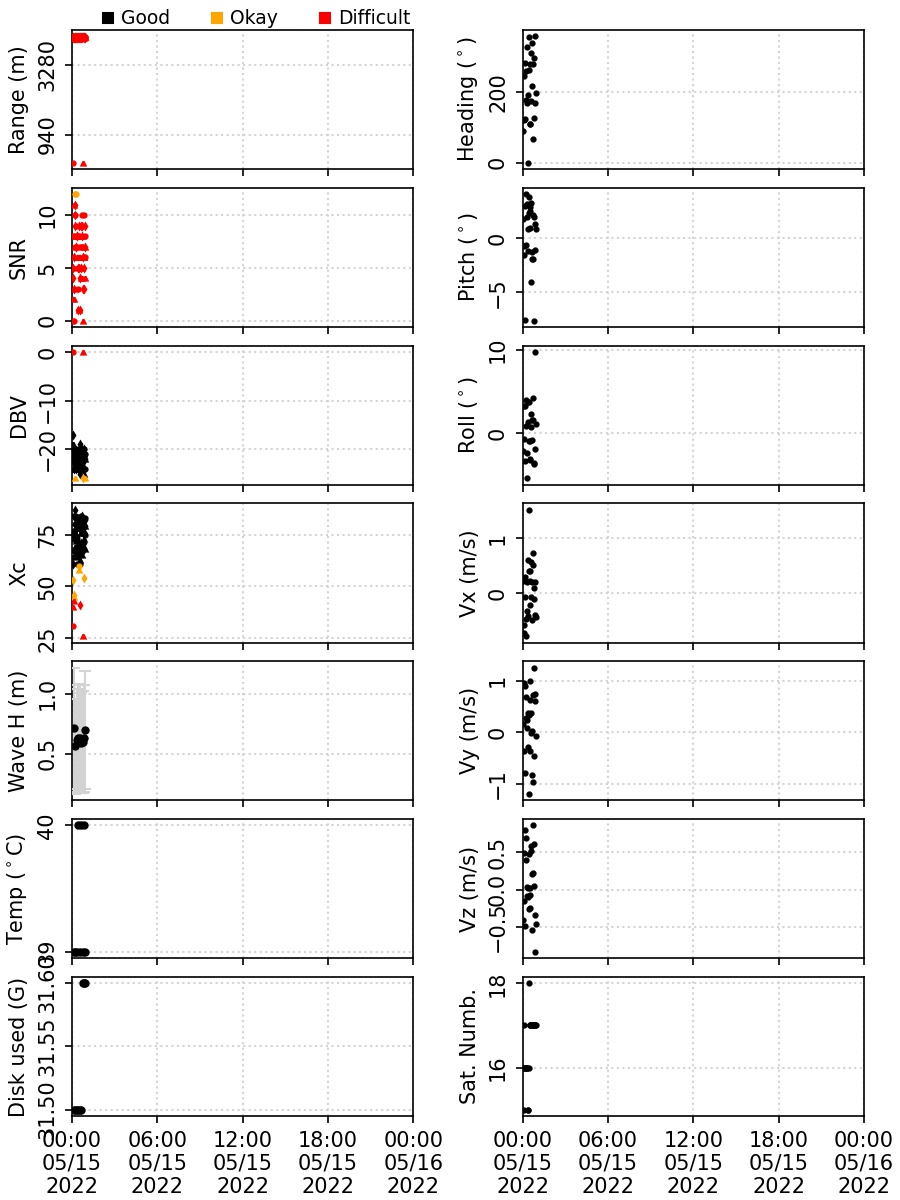 Good Okay Difficult
Range (m)
3280
940
SNR
10
5
0
DBV
0
−10
−20
Xc
75
50
25
Wave H (m)
1.0
0.5
Temp (°C)
40
39
Disk used (G)
31.60
31.55
31.50
00:00 06:00 12:00 18:00 00:00
05/15 05/15 05/15 05/15 05/16
2022 2022 2022 2022 2022
Heading (°)
200
0
Pitch (°)
0
−5
Roll (°)
10
0
Vx (m/s)
1
0
Vy (m/s)
1
0
−1
Vz (m/s)
0.5
0.0
−0.5
Sat. Numb.
18
16
00:00 06:00 12:00 18:00 00:00
05/15 05/15 05/15 05/15 05/16
2022 2022 2022 2022 2022